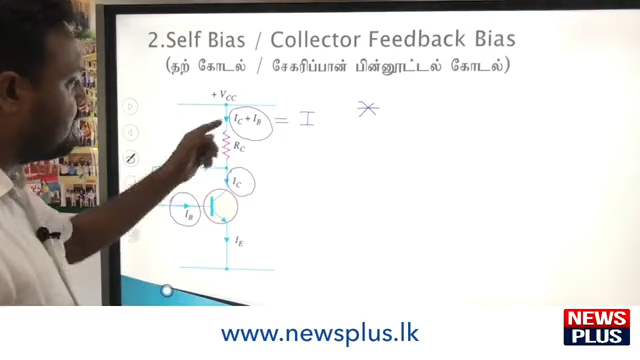 2.Self Bias / Collector Feedback Bias
(தற் கோடல் / சேகரிப்பான் பின்னூட்டல் கோடல்)
+ VCC
IC + IB = I
RC
IC
IB
IE
www.newsplus.lk
NEWS
PLUS